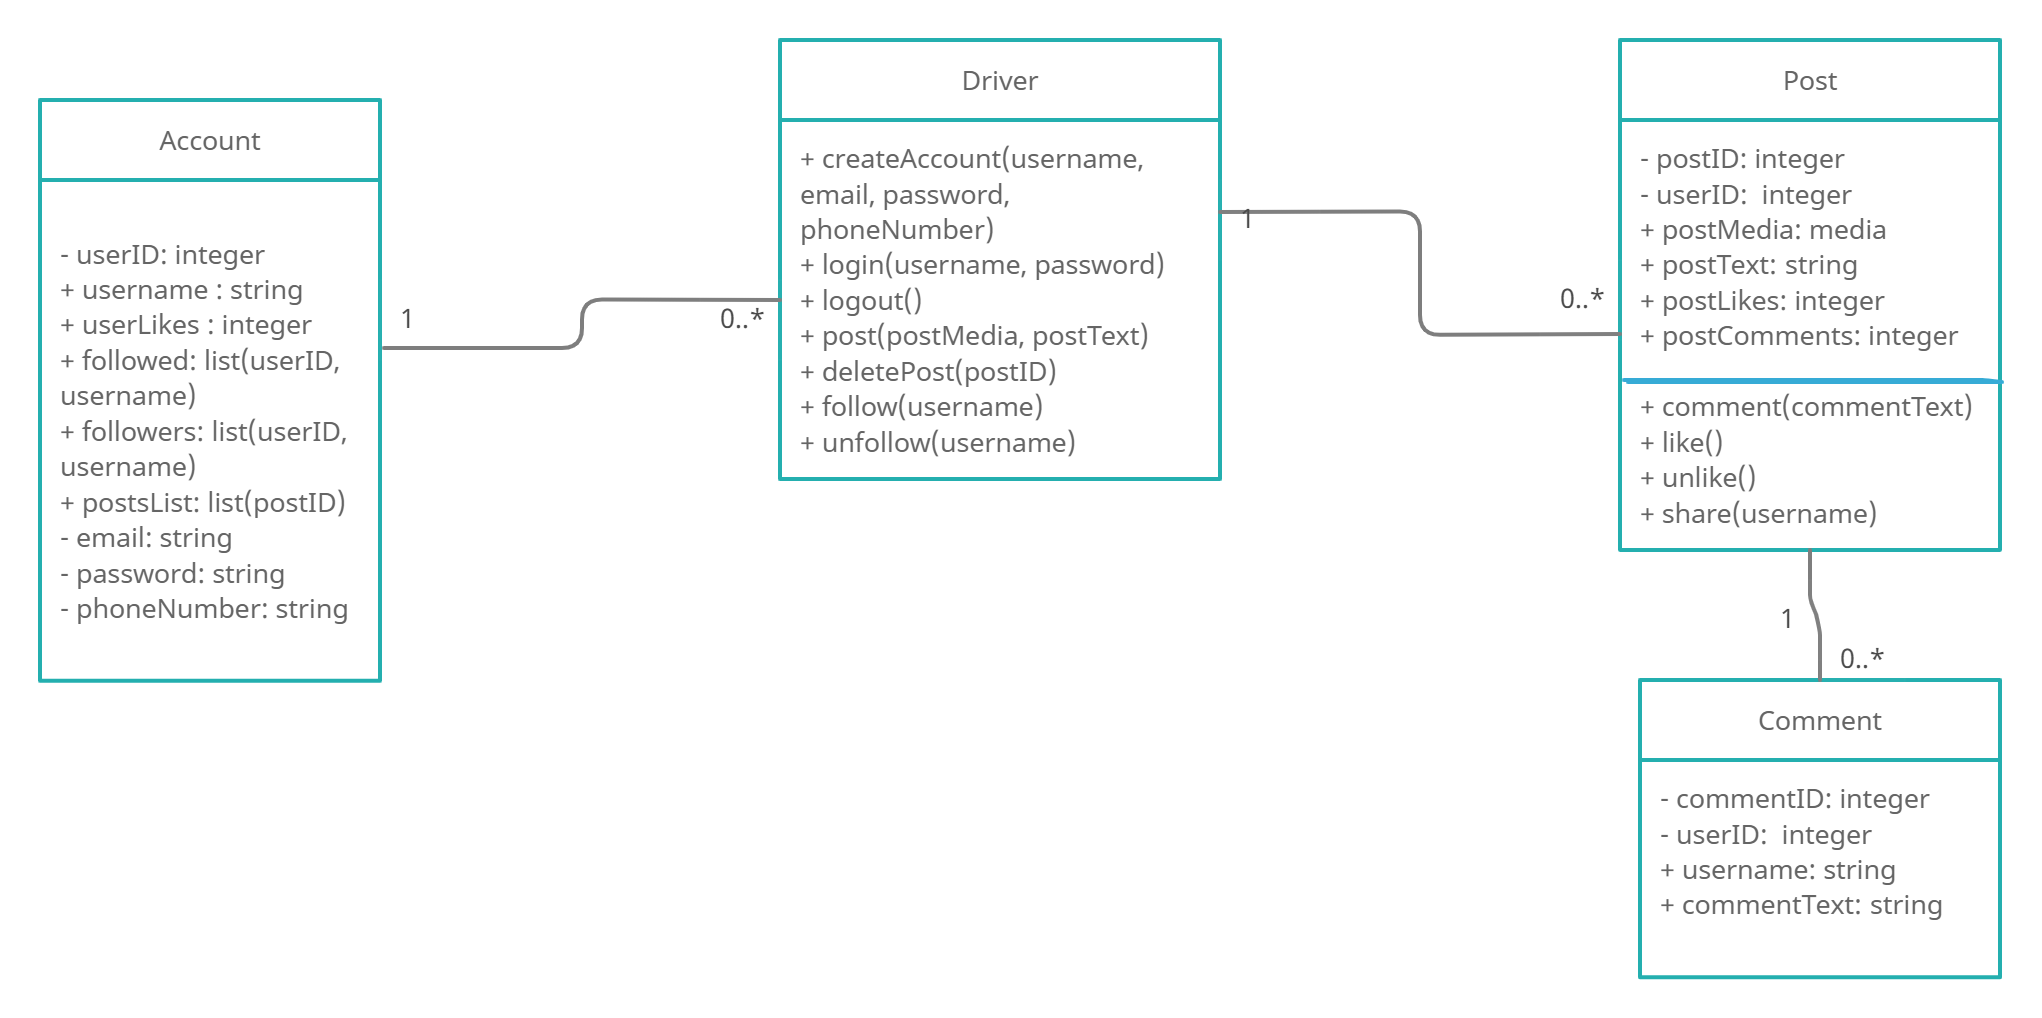 Account
- userID: integer
+ username : string
+ userLikes : integer
+ followed: list(userID,
username)
+ followers: list(userID,
username)
+ postsList: list(postID)
- email: string
- password: string
- phoneNumber: string
1
0..*
Driver
+ createAccount(username,
email, password,
phoneNumber)
+ login(username, password)
+ logout()
+ post(postMedia, postText)
+ deletePost(postID)
+ follow(username)
+ unfollow(username)
1
0..*
Post
- postID: integer
- userID:  integer
+ postMedia: media
+ postText: string
+ postLikes: integer
+ postComments: integer
+ comment(commentText)
+ like()
+ unlike()
+ share(username)
1
0..*
Comment
- commentID: integer
- userID:  integer
+ username: string
+ commentText: string